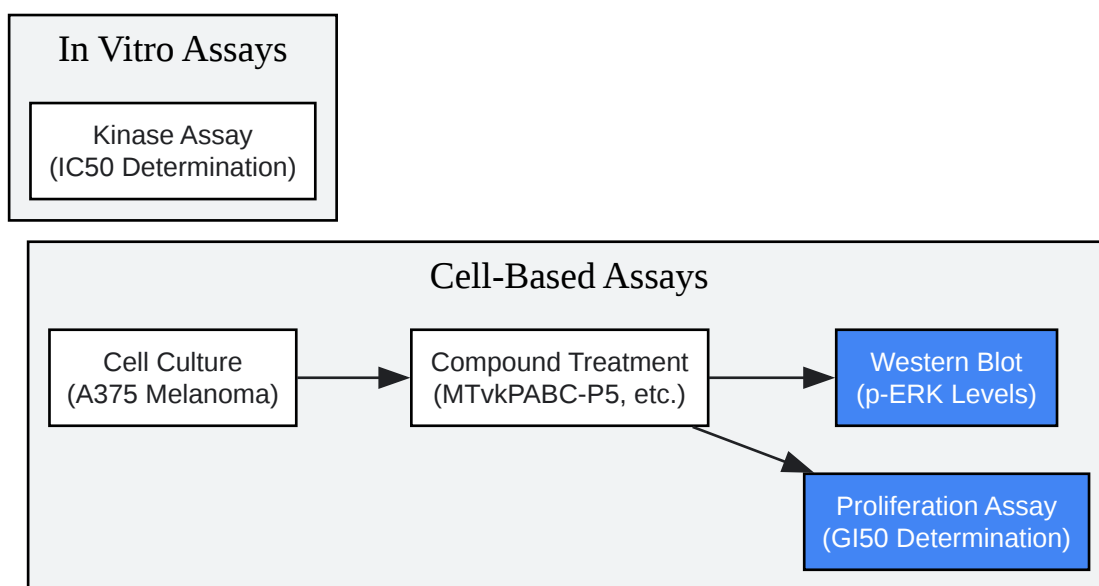 In Vitro Assays
Kinase Assay
(IC50 Determination)
Cell-Based Assays
Cell Culture
(A375 Melanoma)
Compound Treatment
(MTvkPABC-P5, etc.)
Western Blot
(p-ERK Levels)
Proliferation Assay
(GI50 Determination)